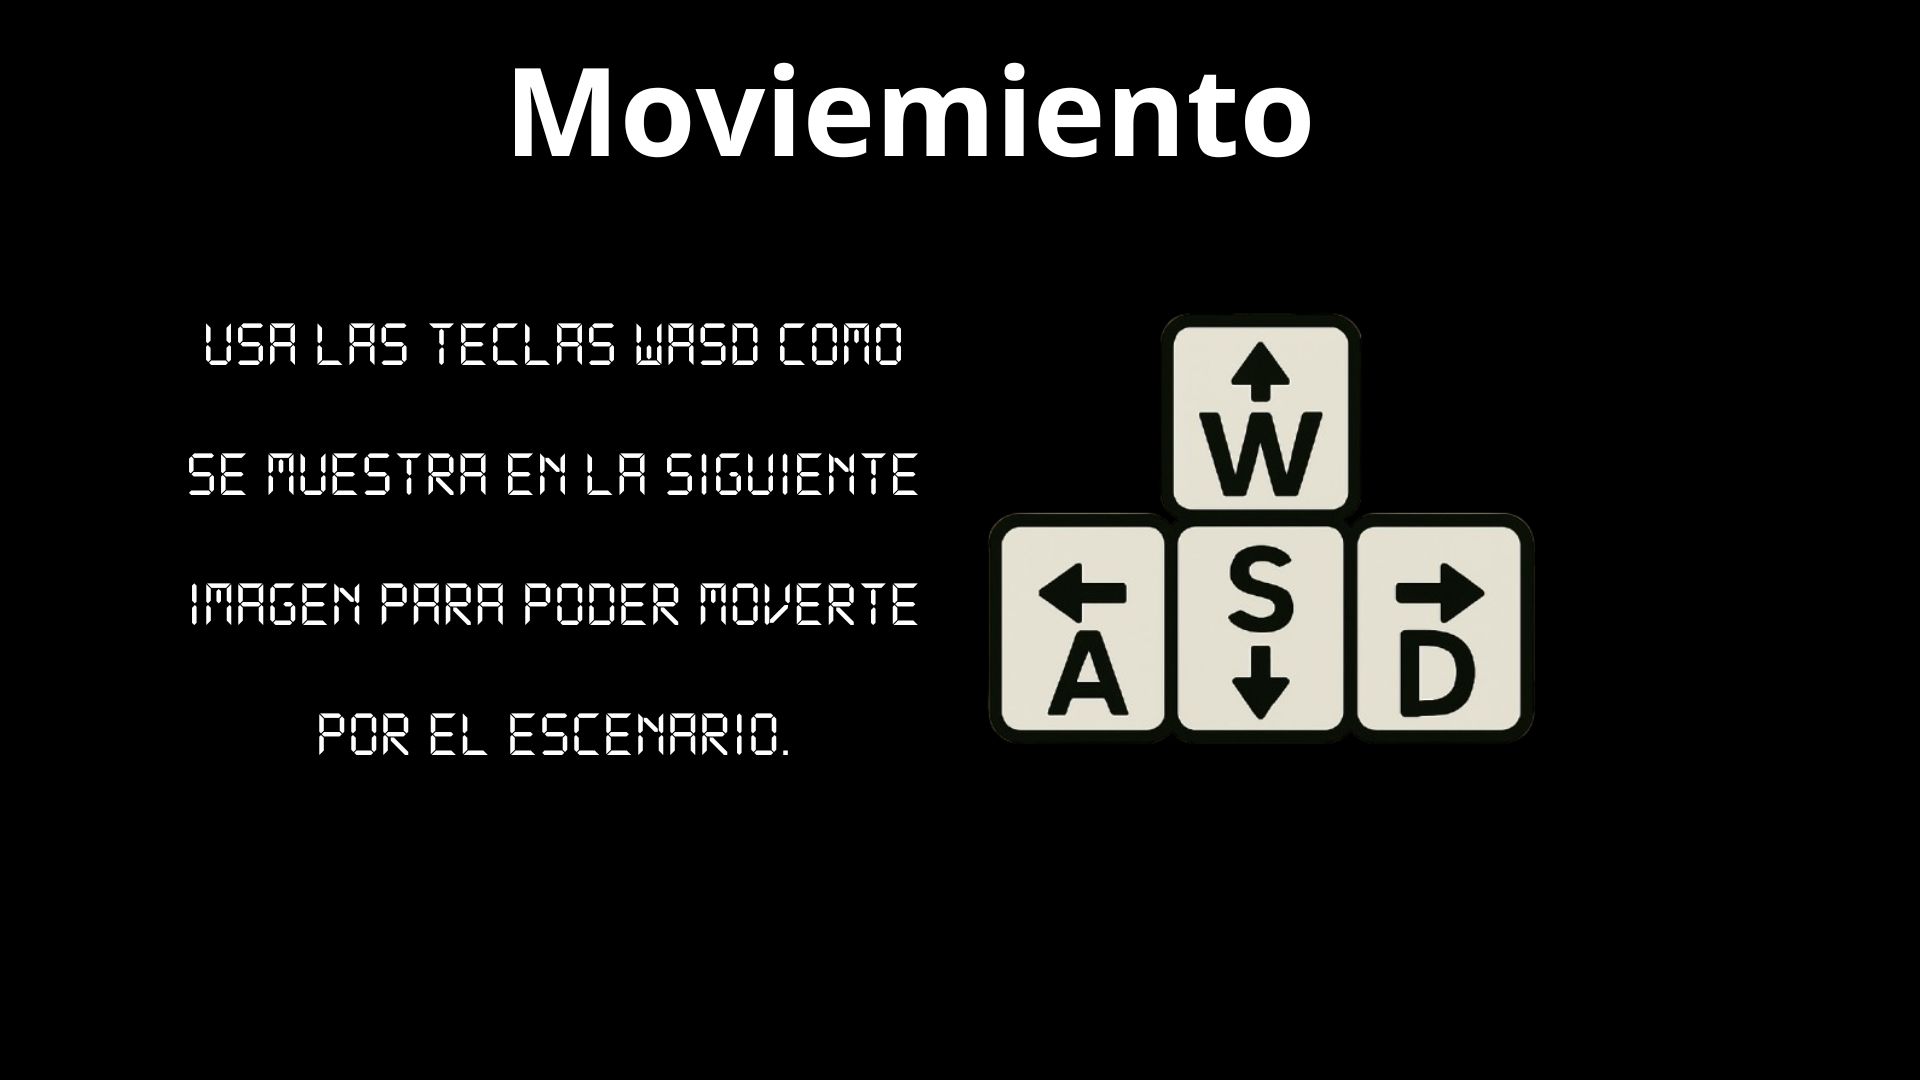 Moviemiento
USA LAS TECLAS WASD COMO
SE MUESTRA EN LA SIGUIENTE
IMAGEN PARA PODER MOVERTE
POR EL ESCENARIO.
W
A S D